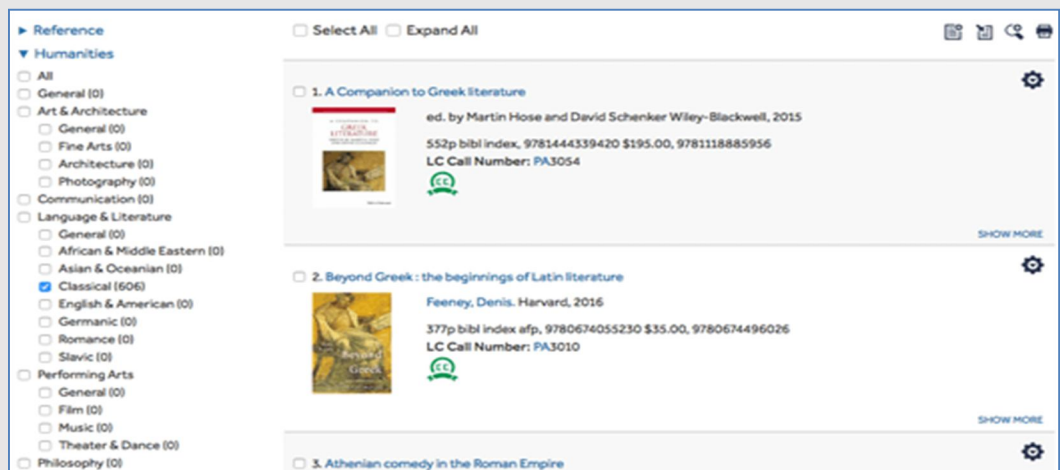 Reference
Humanities
All
General (0)
Art & Architecture
General (0)
Fine Arts (0)
Architecture (0)
Photography (0)
Communication (0)
Language & Literature
General (0)
African & Middle Eastern (0)
Asian & Oceanian (0)
Classical (606)
English & American (0)
Germanic (0)
Romance (0)
Slavic (0)
Performing Arts
General (0)
Film (0)
Music (0)
Theater & Dance (0)
Philosophy (0)
Select All Expand All
1. A Companion to Greek literature
GREEK
LITERATURE
ed. by Martin Hose and David Schenker Wiley-Blackwell, 2015
552p bibl index, 9781444339420 $195.00, 9781118885956
LC Call Number: PA3054
CC
SHOW MORE
2. Beyond Greek : the beginnings of Latin literature
Beyond
Greek
Feeney, Denis. Harvard, 2016
377p bibl index afp, 9780674055230 $35.00, 9780674496026
LC Call Number: PA3010
CC
SHOW MORE
3. Athenian comedy in the Roman Empire